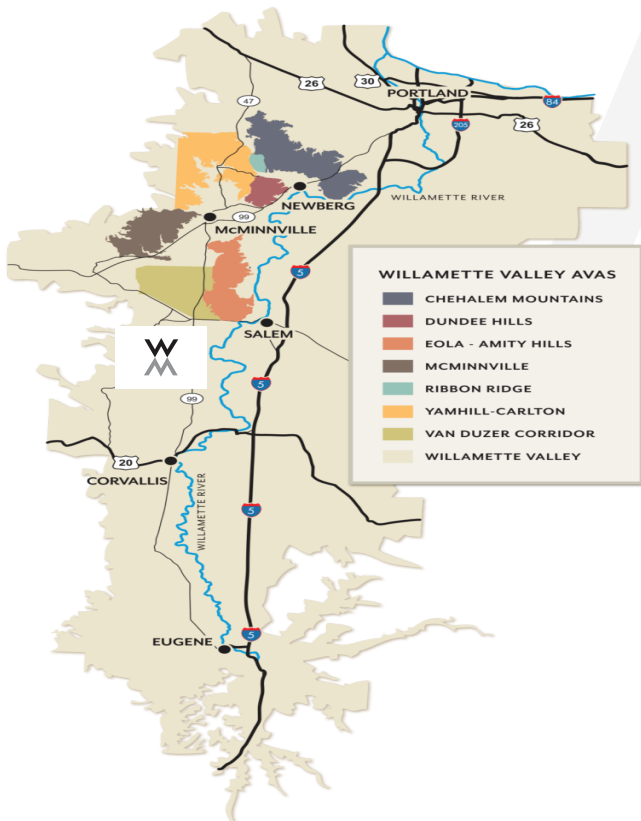 26
30
PORTLAND
84
47
205
26
WILLAMETTE RIVER
NEWBERG
99
McMINNVILLE
5
WILLAMETTE VALLEY AVAS
CHEHALEM MOUNTAINS
DUNDEE HILLS
EOLA - AMITY HILLS
MCMINNVILLE
RIBBON RIDGE
YAMHILL-CARLTON
VAN DUZER CORRIDOR
WILLAMETTE VALLEY
SALEM
W
M
5
99
20
CORVALLIS
WILLAMETTE RIVER
5
EUGENE
5